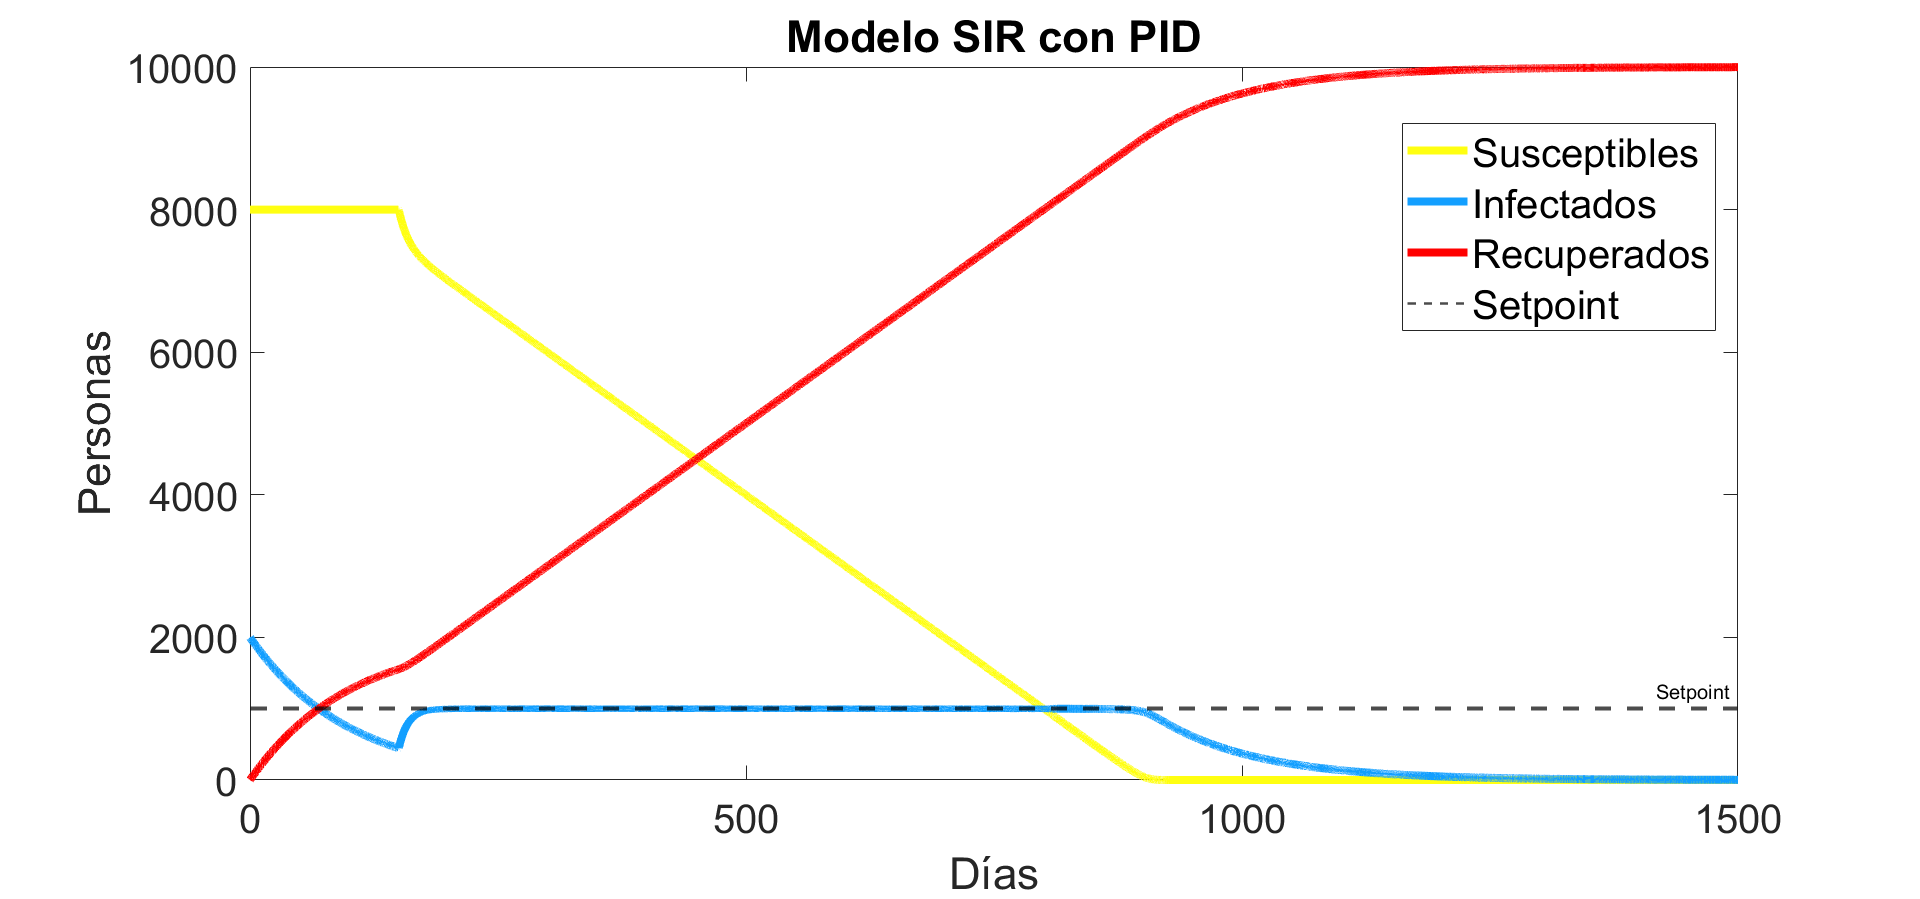 Modelo SIR con PID
10000
8000
6000
4000
2000
0
Personas
Susceptibles
Infectados
Recuperados
Setpoint
Setpoint
0
500
1000
1500
Días